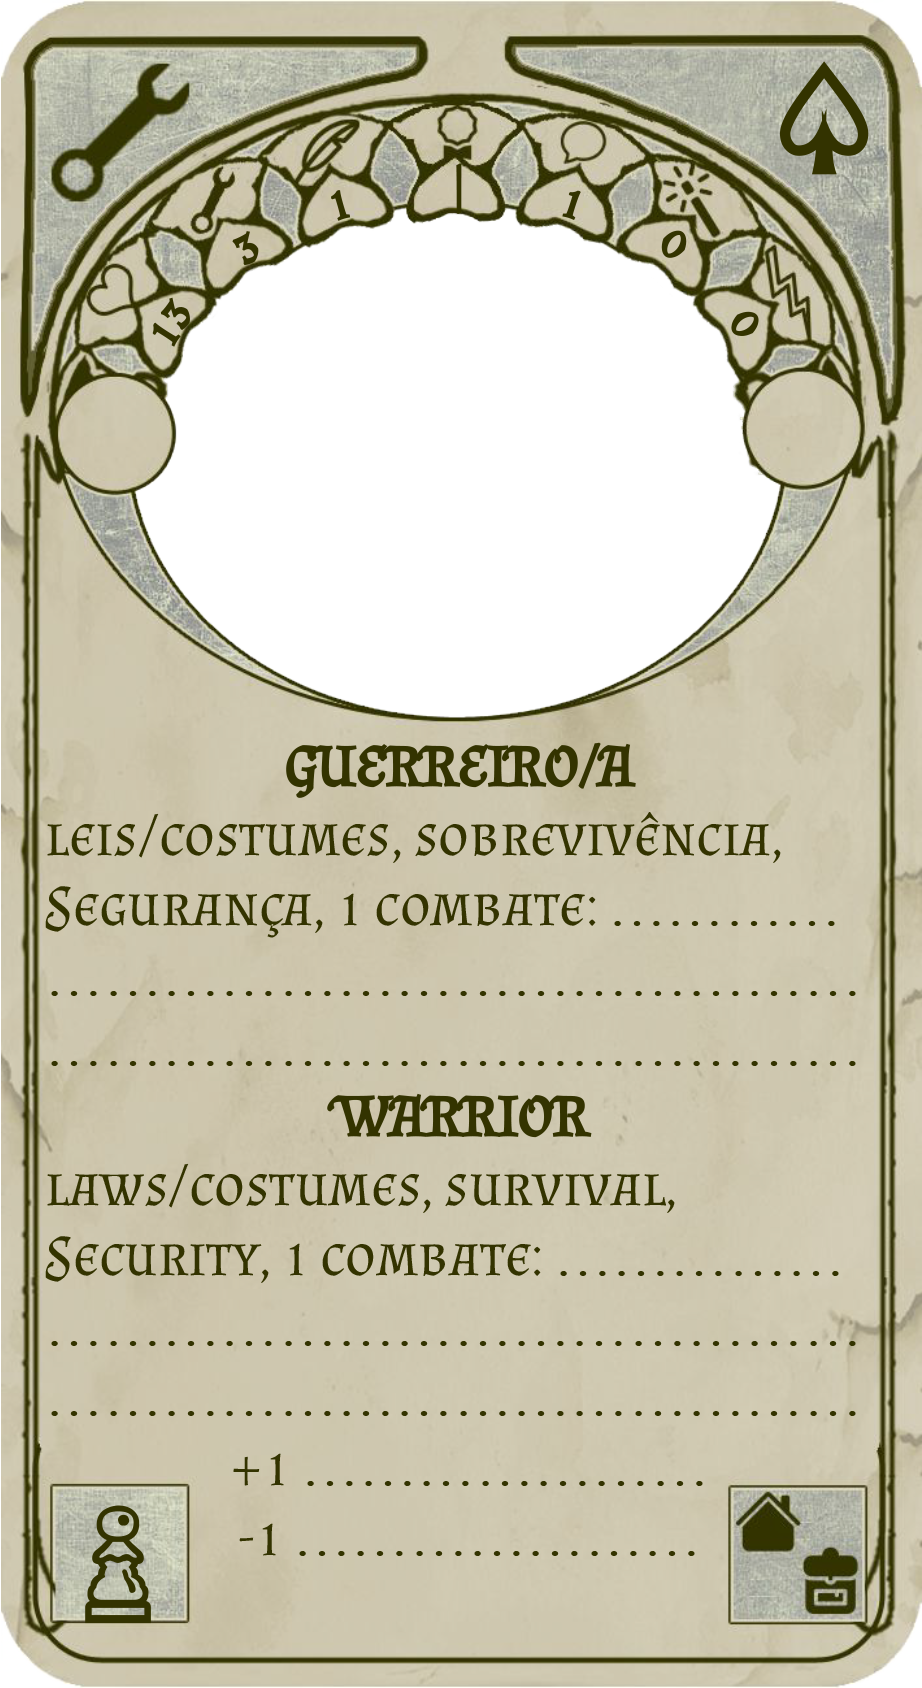 13 3 1 1 0 0
GUERREIRO/A
LEIS/COSTUMES, SOBREVIVÊNCIA,
SEGURANÇA, 1 COMBATE: ............
..........................................
..........................................
WARRIOR
LAWS/COSTUMES, SURVIVAL,
SECURITY, 1 COMBATE: ...............
..........................................
..........................................
+1 .....................
-1 .....................